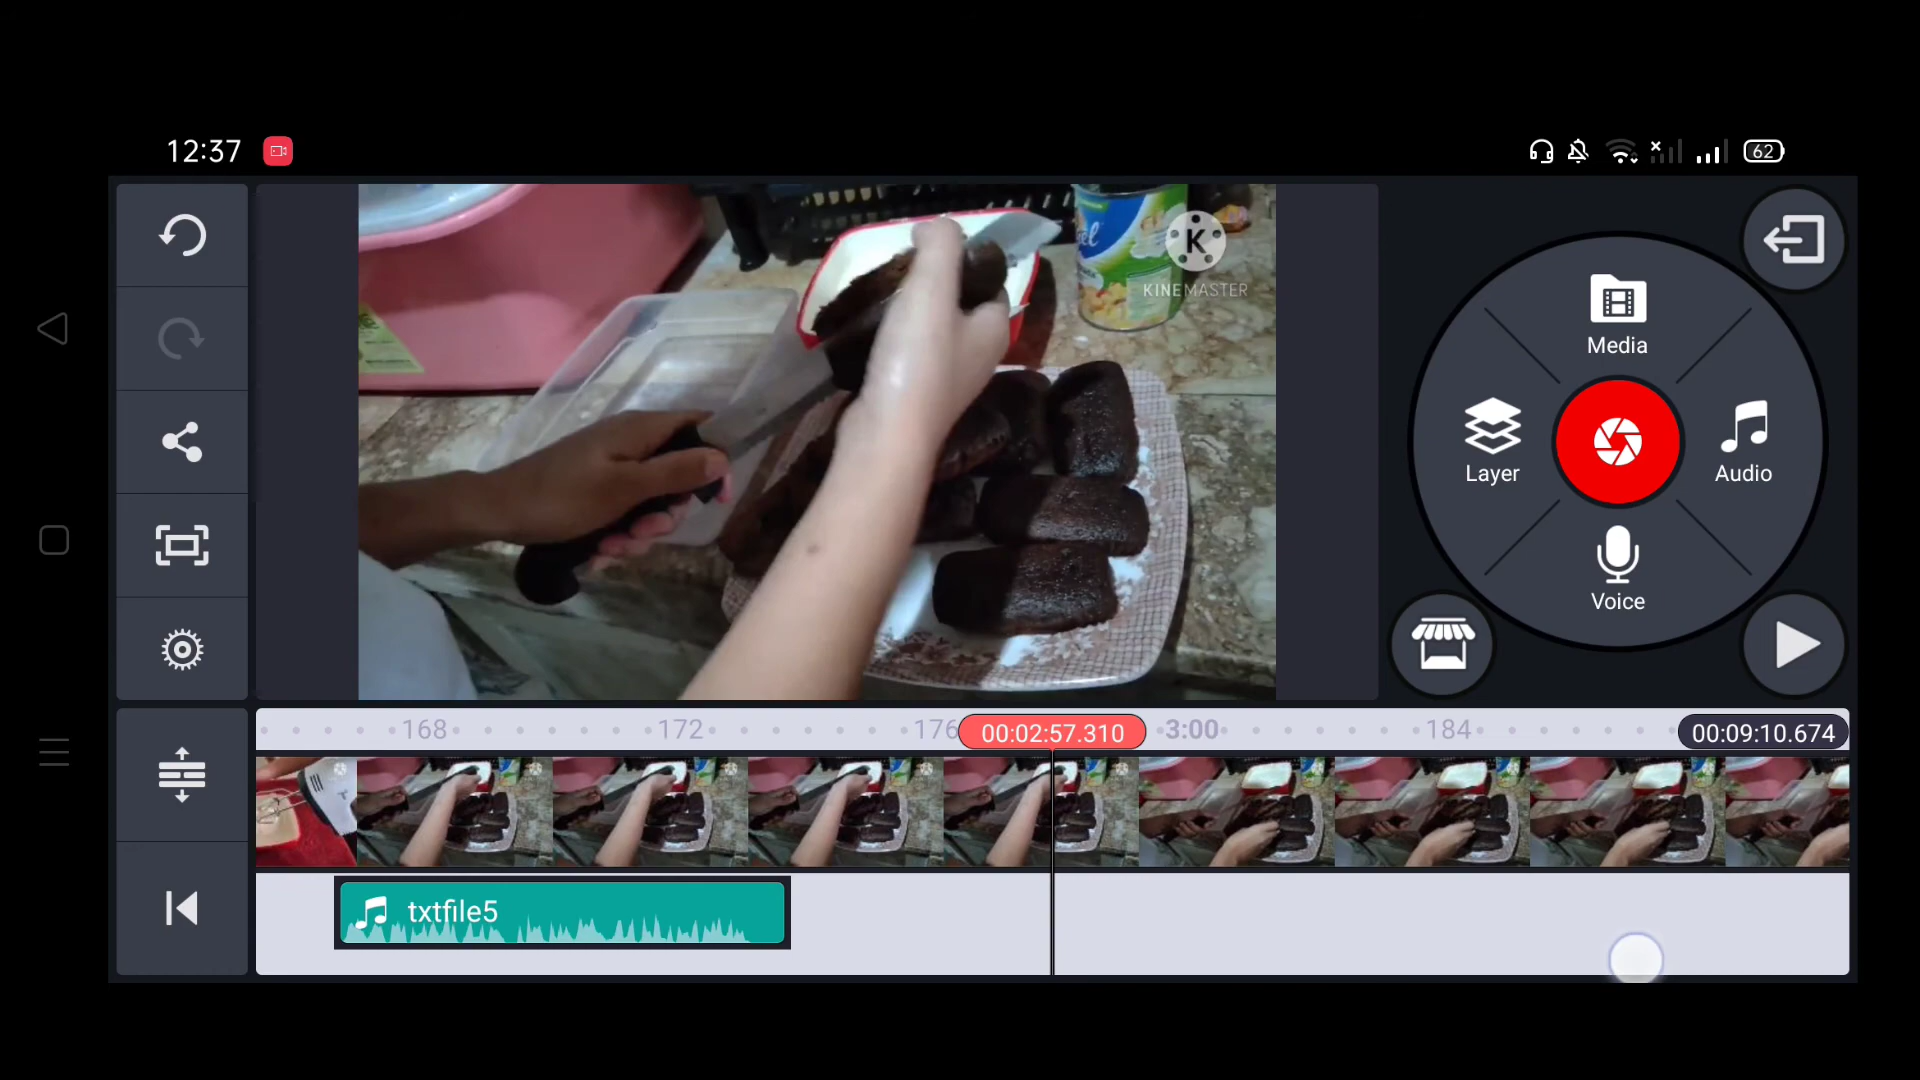 12:37
62
K
KINEMASTER
Media
Layer
Audio
Voice
168
172
176
00:02:57.310
3:00
184
00:09:10.674
txtfile5